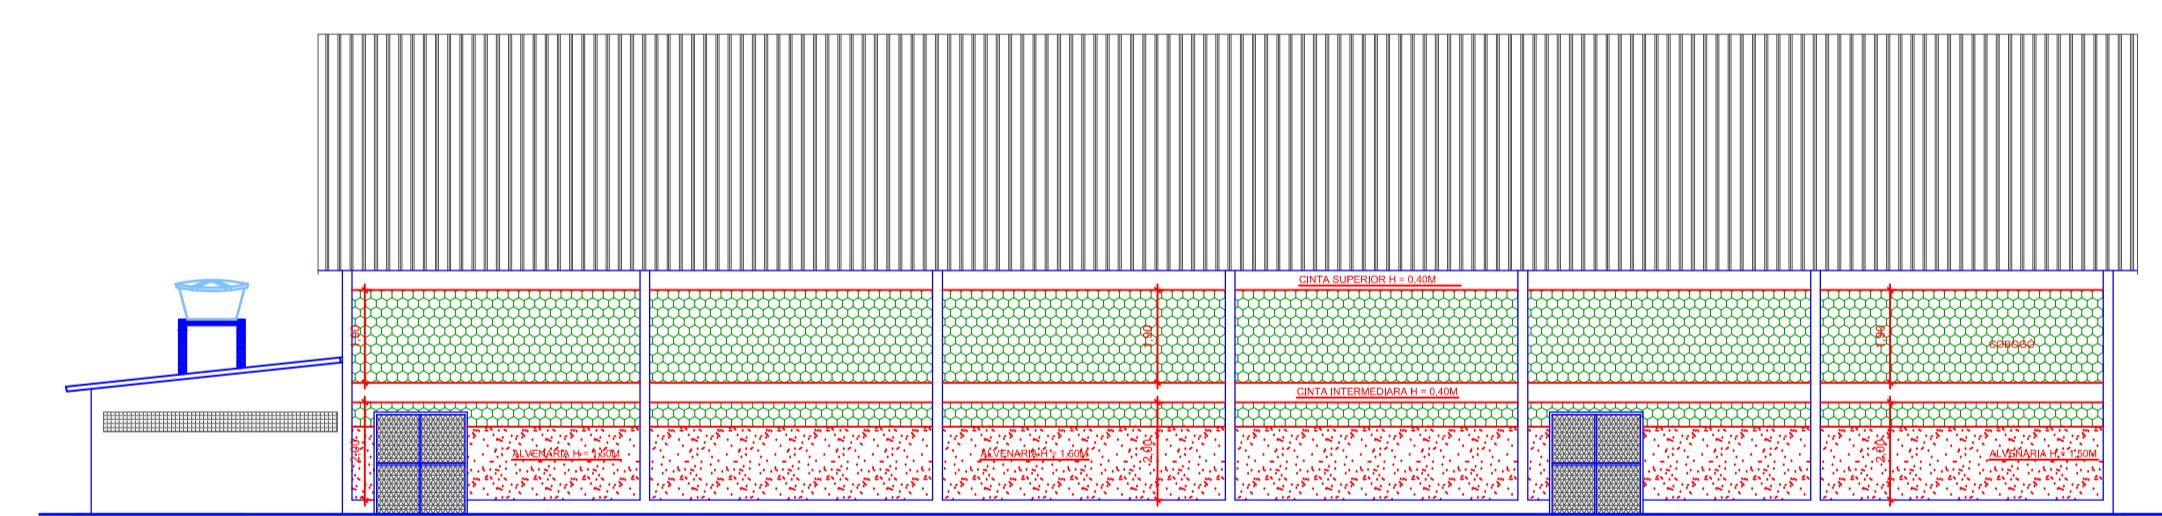 CINTA SUPERIOR H = 0,40M
1,90
1,90
1,90
COBOGÓ
CINTA INTERMEDIARA H = 0,40M
2,00
ALVENARIA H = 1,50M
ALVENARIA H = 1,50M
2,00
2,00
ALVENARIA H = 1,50M